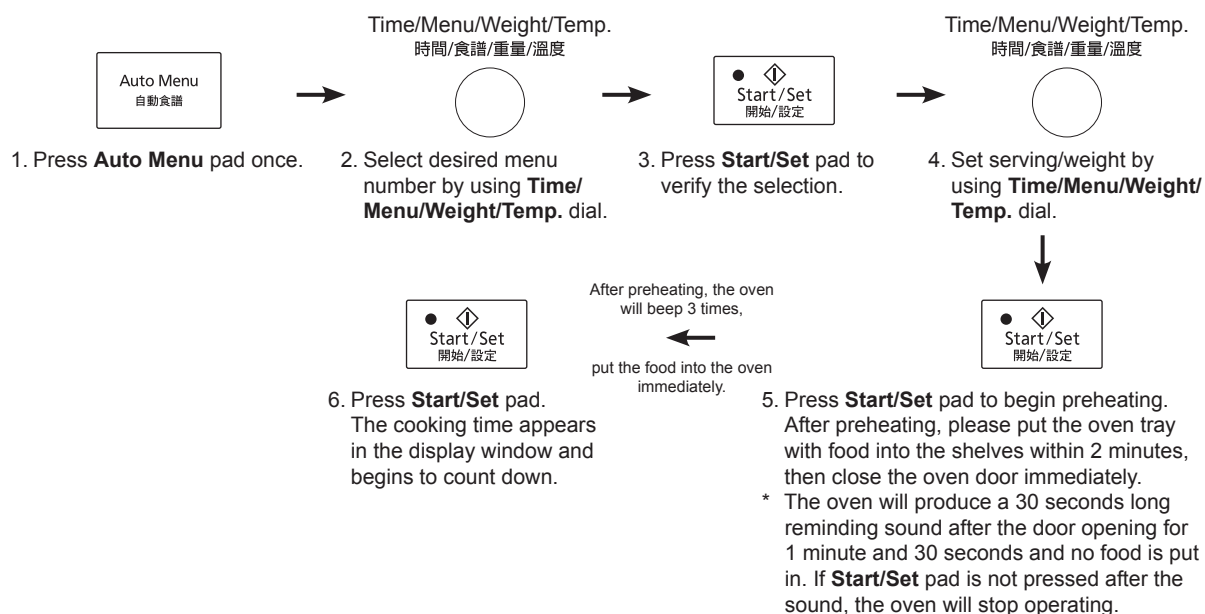 Auto Menu
自動食譜
1. Press Auto Menu pad once.
Time/Menu/Weight/Temp.
時間/食譜/重量/溫度
2. Select desired menu
number by using Time/
Menu/Weight/Temp. dial.
Start/Set
開始/設定
3. Press Start/Set pad to
verify the selection.
Time/Menu/Weight/Temp.
時間/食譜/重量/溫度
4. Set serving/weight by
using Time/Menu/Weight/
Temp. dial.
Start/Set
開始/設定
5. Press Start/Set pad to begin preheating.
After preheating, please put the oven tray
with food into the shelves within 2 minutes,
then close the oven door immediately.
* The oven will produce a 30 seconds long
reminding sound after the door opening for
1 minute and 30 seconds and no food is put
in. If Start/Set pad is not pressed after the
sound, the oven will stop operating.
After preheating, the oven
will beep 3 times,
put the food into the oven
immediately.
Start/Set
開始/設定
6. Press Start/Set pad.
The cooking time appears
in the display window and
begins to count down.